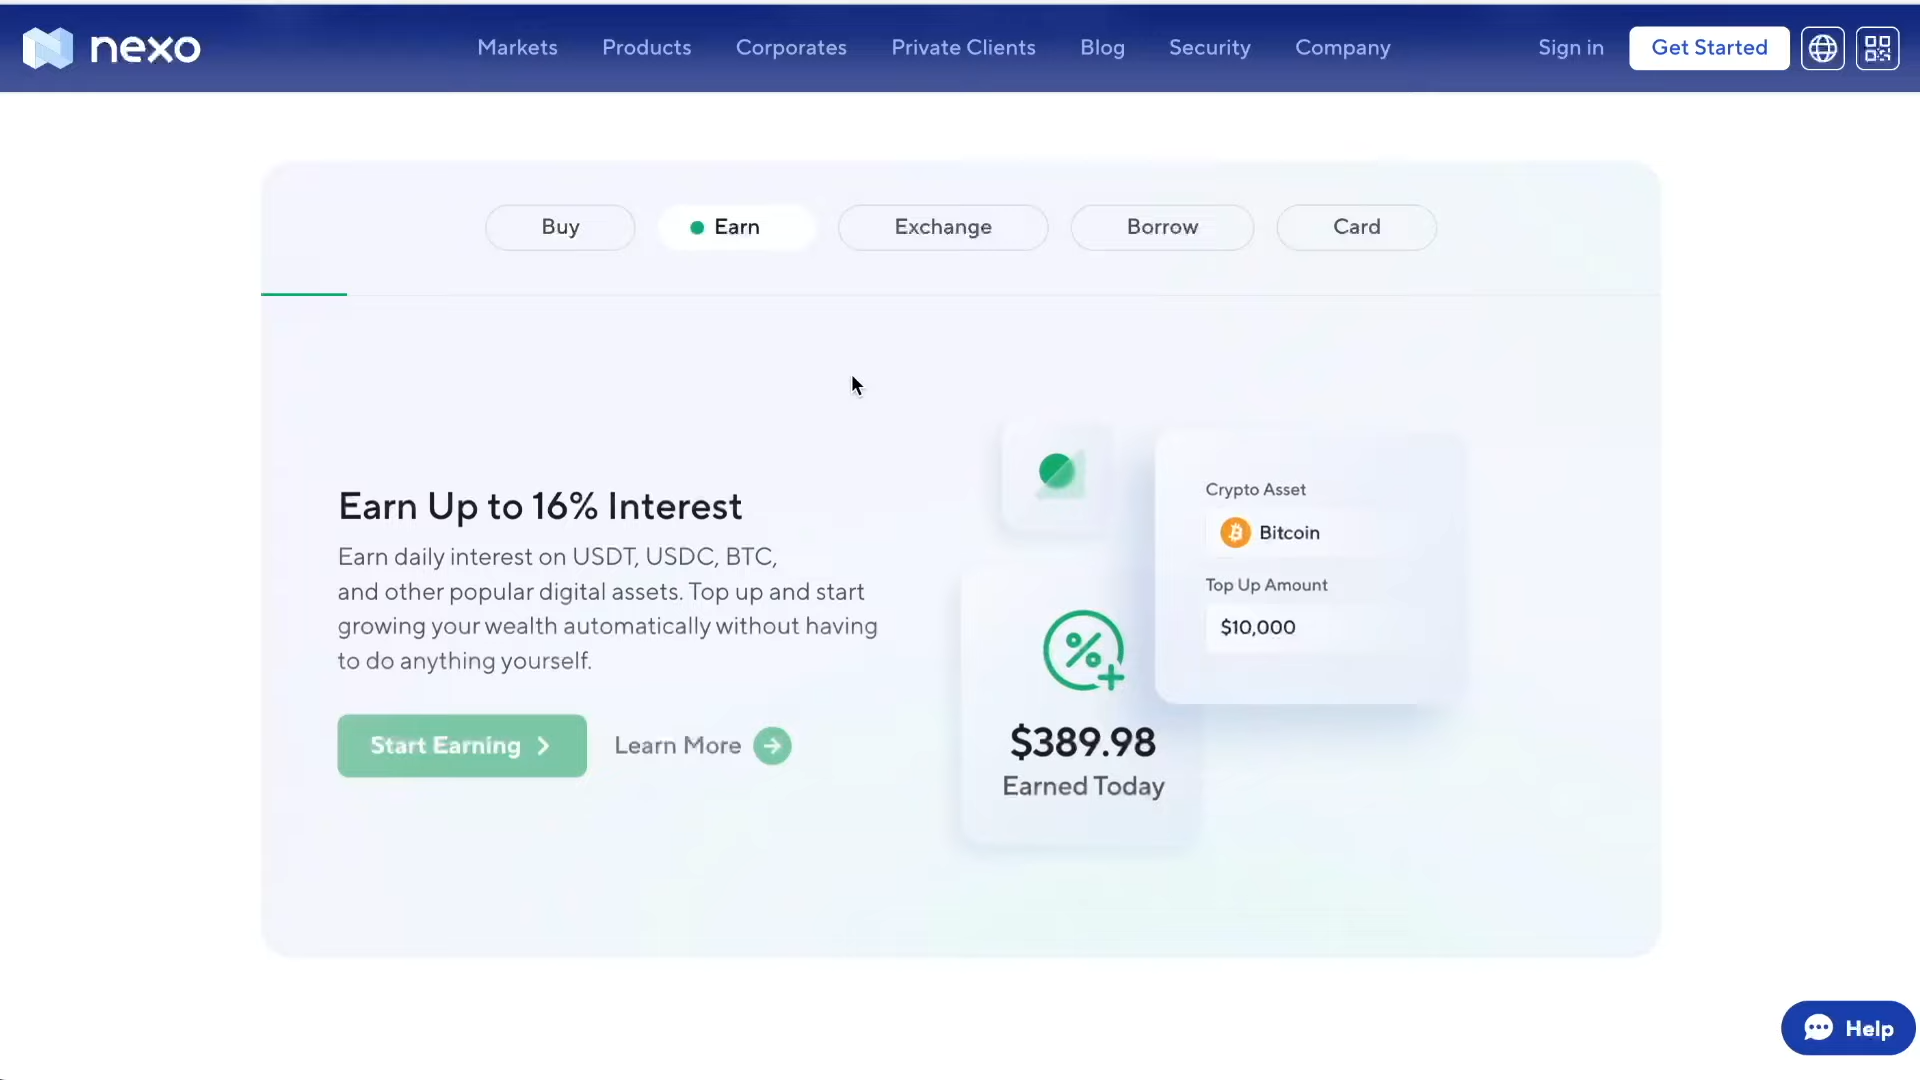 nexo
Markets
Products
Corporates
Private Clients
Blog
Security
Company
Sign in
Get Started
Buy
Earn
Exchange
Borrow
Card
Earn Up to 16% Interest
Earn daily interest on USDT, USDC, BTC,
and other popular digital assets. Top up and start
growing your wealth automatically without having
to do anything yourself.
Start Earning
Learn More
Crypto Asset
Bitcoin
Top Up Amount
$10,000
$389.98
Earned Today
Help